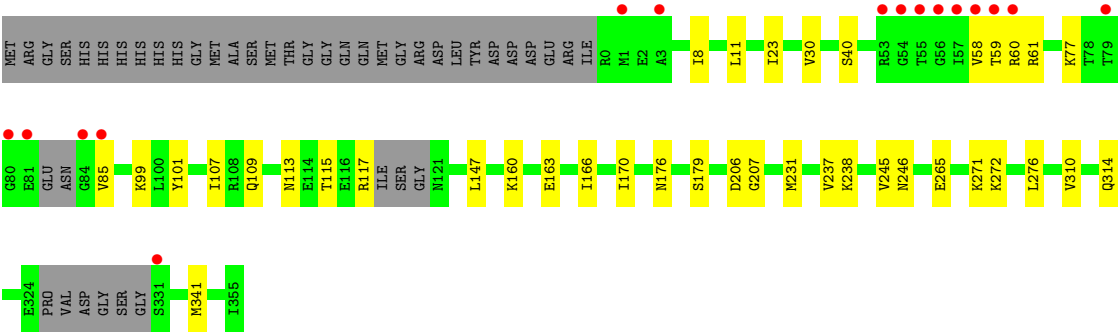 MET ARG GLY SER HIS HIS HIS HIS HIS HIS GLY MET ALA SER MET THR GLY GLY GLN GLN MET GLY ARG ASP LEU TYR ASP ASP ASP GLU ARG ILE R0 M1 E2 A3 I8 L11 I23 V30 S40 R53 G54 T55 G56 I57 V58 T59 R60 R61 K77 T78 T79
G80 E81 GLU ASN G84 V85 K99 L100 Y101 I107 R108 Q109 N113 E114 T115 E116 R117 ILE SER GLY N121 L147 K160 E163 I166 I170 N176 S179 D206 G207 M231 V237 K238 V245 N246 E265 K271 K272 L276 V310 Q314
E324 PRO VAL ASP GLY SER GLY S331 M341 I355